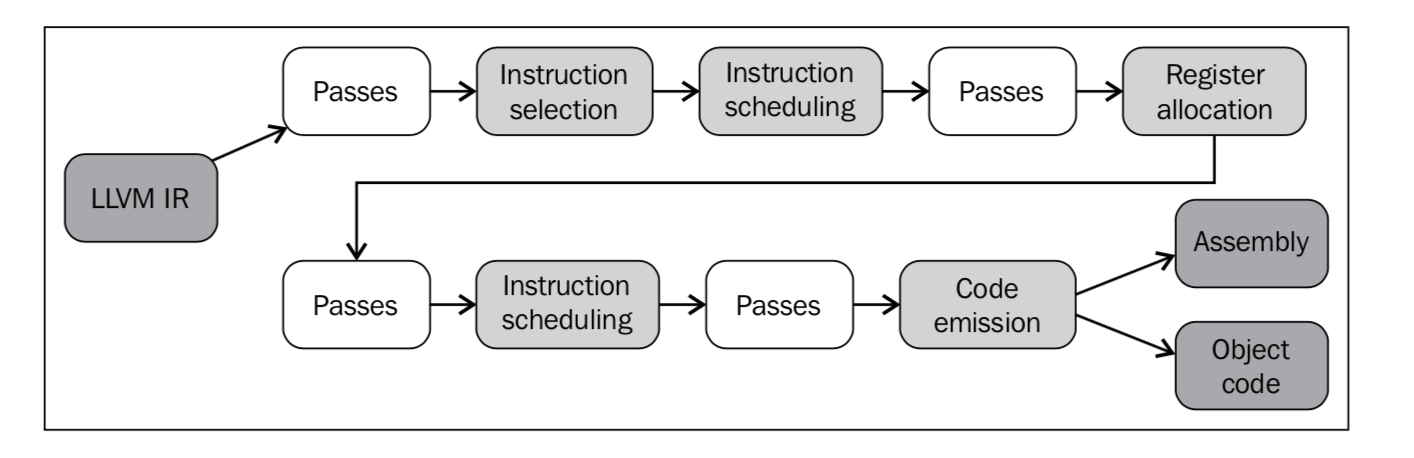 LLVM IR
Passes
Instruction
selection
Instruction
scheduling
Passes
Register
allocation
Passes
Instruction
scheduling
Passes
Code
emission
Assembly
Object
code